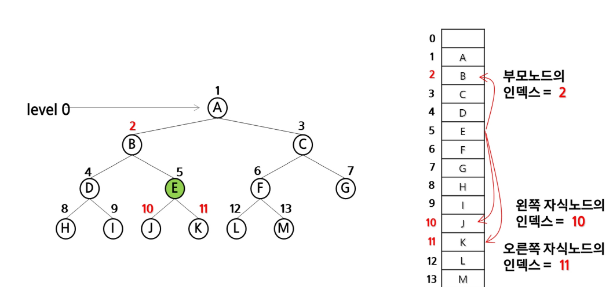 level 0
1
A
2
3
B
C
4
5
6
7
D
E
F
G
8
9
10
11
12
13
H
I
J
K
L
M
0
1 A
2 B
3 C
4 D
5 E
6 F
7 G
8 H
9 I
10 J
11 K
12 L
13 M
부모노드의
인덱스 = 2
왼쪽 자식노드의
인덱스 = 10
오른쪽 자식노드의
인덱스 = 11